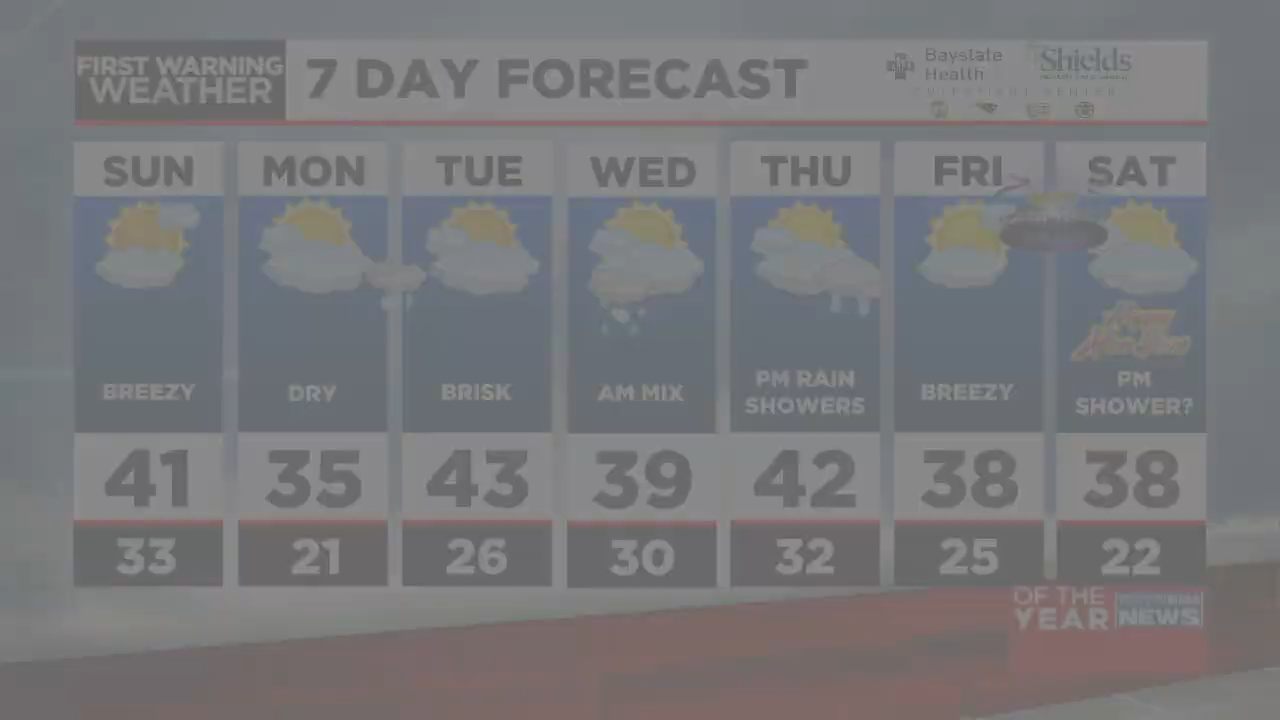 FIRST WARNING
WEATHER
7 DAY FORECAST
Baystate
Health
Shields
OUTPATIENT CENTER
SUN
MON
TUE
WED
THU
FRI
SAT
BREEZY
DRY
BRISK
AM MIX
PM RAIN
SHOWERS
BREEZY
PM
SHOWER?
41
35
43
39
42
38
38
33
21
26
30
32
25
22
OF THE
YEAR
NEWS